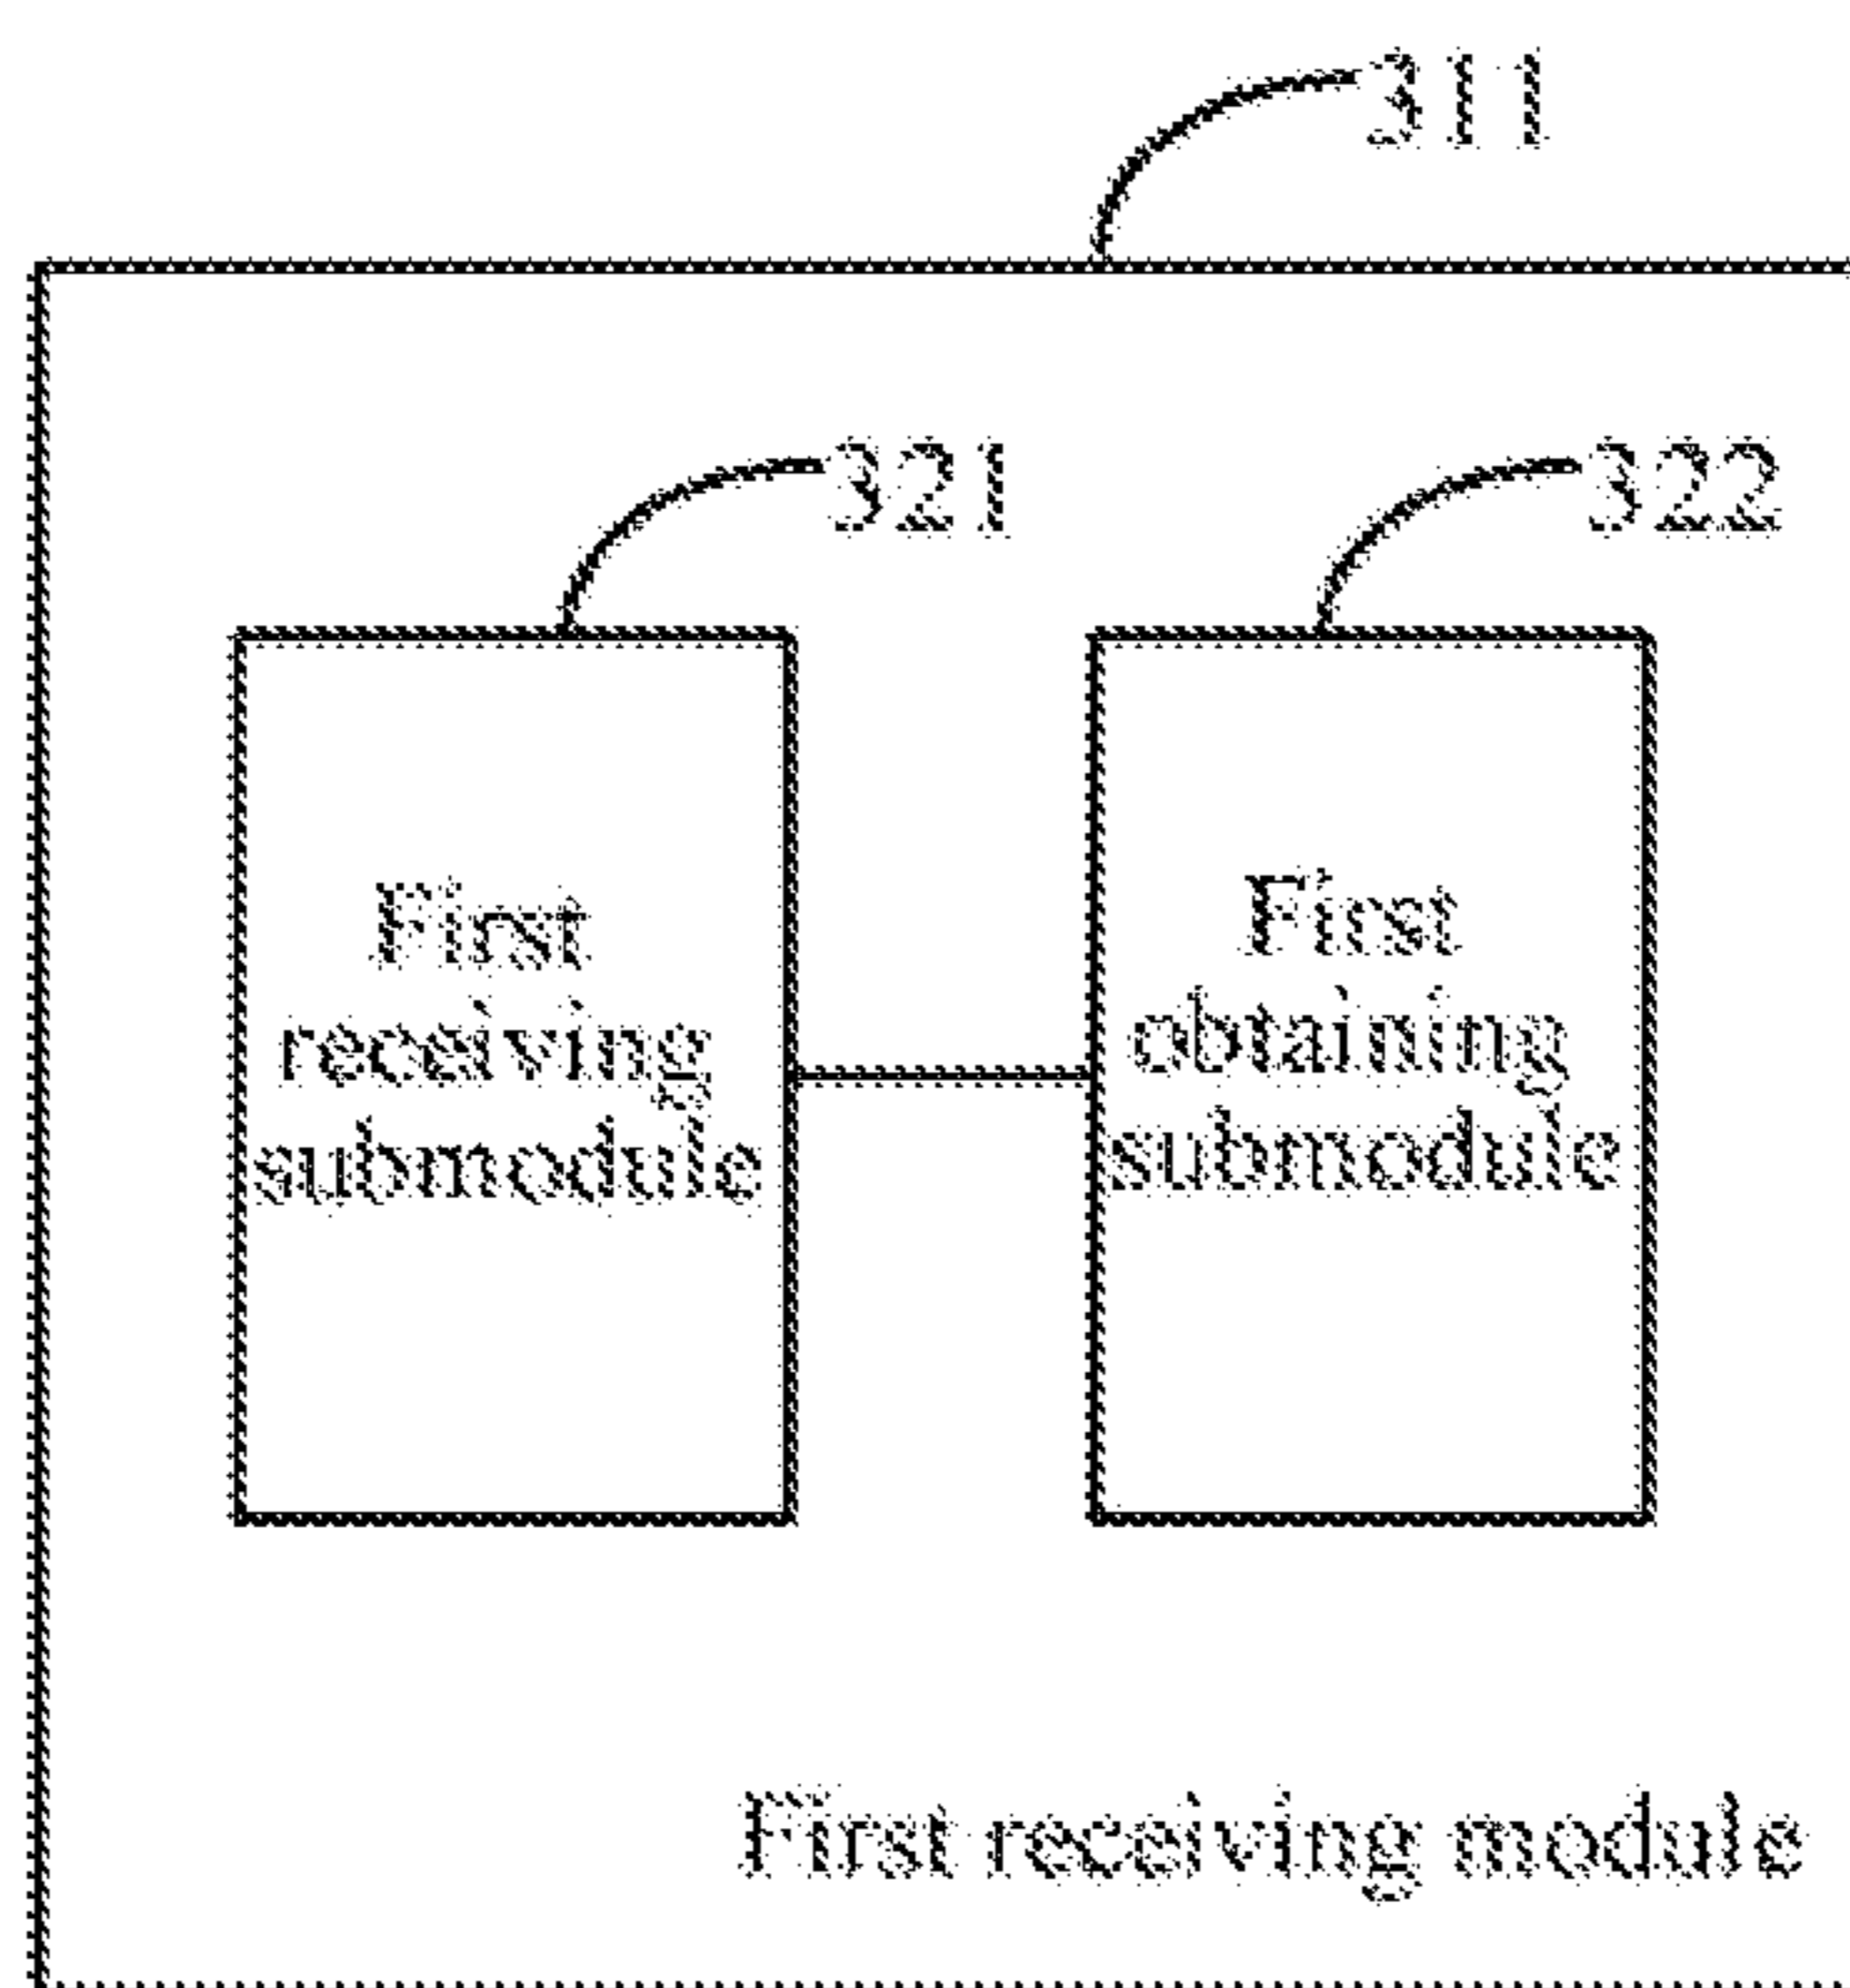 311
321
322
First
receiving
submodule
First
obtaining
submodule
First receiving module